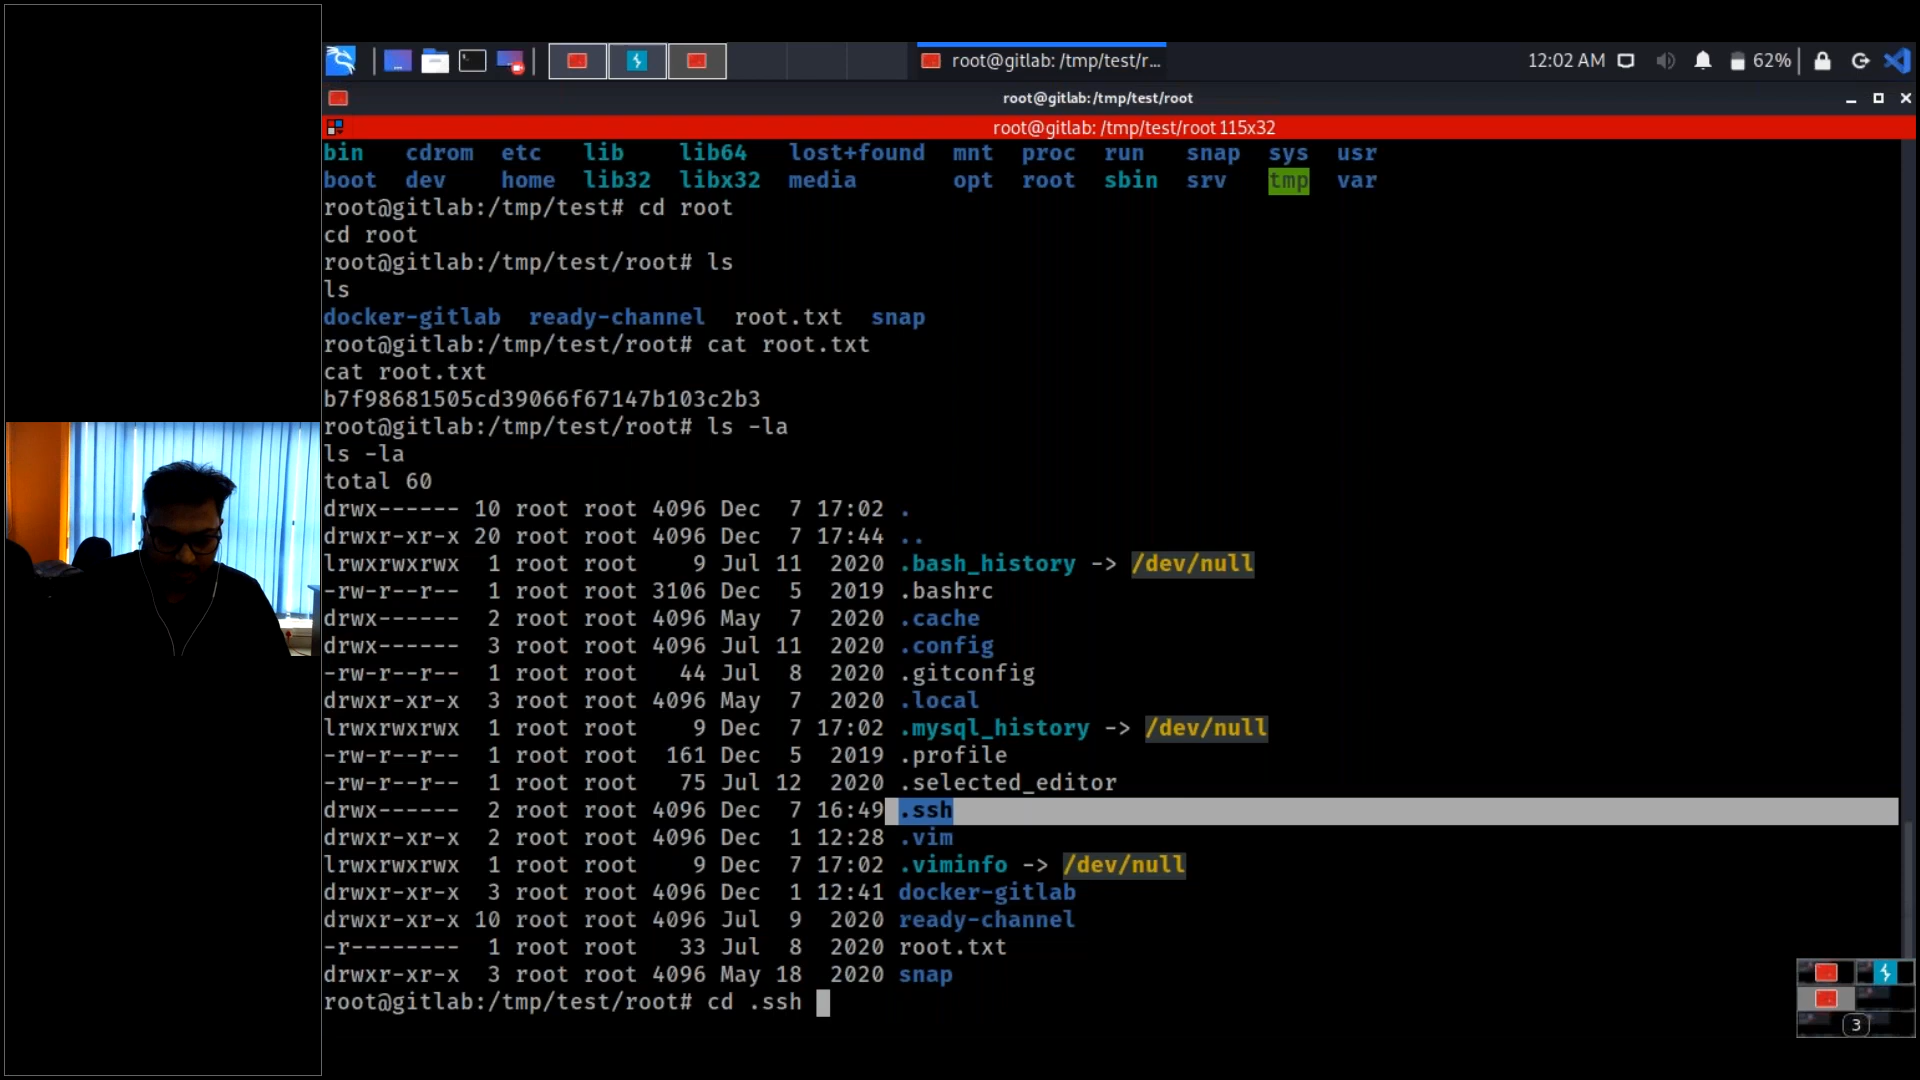 root@gitlab: /tmp/test/r...
12:02 AM
62%
root@gitlab:/tmp/test/root
root@gitlab: /tmp/test/root 115x32
bin cdrom etc lib lib64 lost+found mnt proc run snap sys usr
boot dev home lib32 libx32 media opt root sbin srv tmp var
root@gitlab:/tmp/test# cd root
cd root
root@gitlab:/tmp/test/root# ls
ls
docker-gitlab ready-channel root.txt snap
root@gitlab:/tmp/test/root# cat root.txt
cat root.txt
b7f98681505cd39066f67147b103c2b3
root@gitlab:/tmp/test/root# ls -la
ls -la
total 60
drwx------ 10 root root 4096 Dec 7 17:02 .
drwxr-xr-x 20 root root 4096 Dec 7 17:44 ..
lrwxrwxrwx 1 root root 9 Jul 11 2020 .bash_history -> /dev/null
-rw-r--r-- 1 root root 3106 Dec 5 2019 .bashrc
drwx------ 2 root root 4096 May 7 2020 .cache
drwx------ 3 root root 4096 Jul 11 2020 .config
-rw-r--r-- 1 root root 44 Jul 8 2020 .gitconfig
drwxr-xr-x 3 root root 4096 May 7 2020 .local
lrwxrwxrwx 1 root root 9 Dec 7 17:02 .mysql_history -> /dev/null
-rw-r--r-- 1 root root 161 Dec 5 2019 .profile
-rw-r--r-- 1 root root 75 Jul 12 2020 .selected_editor
drwx------ 2 root root 4096 Dec 7 16:49 .ssh
drwxr-xr-x 2 root root 4096 Dec 1 12:28 .vim
lrwxrwxrwx 1 root root 9 Dec 7 17:02 .viminfo -> /dev/null
drwxr-xr-x 3 root root 4096 Dec 1 12:41 docker-gitlab
drwxr-xr-x 10 root root 4096 Jul 9 2020 ready-channel
-r-------- 1 root root 33 Jul 8 2020 root.txt
drwxr-xr-x 3 root root 4096 May 18 2020 snap
root@gitlab:/tmp/test/root# cd .ssh
3